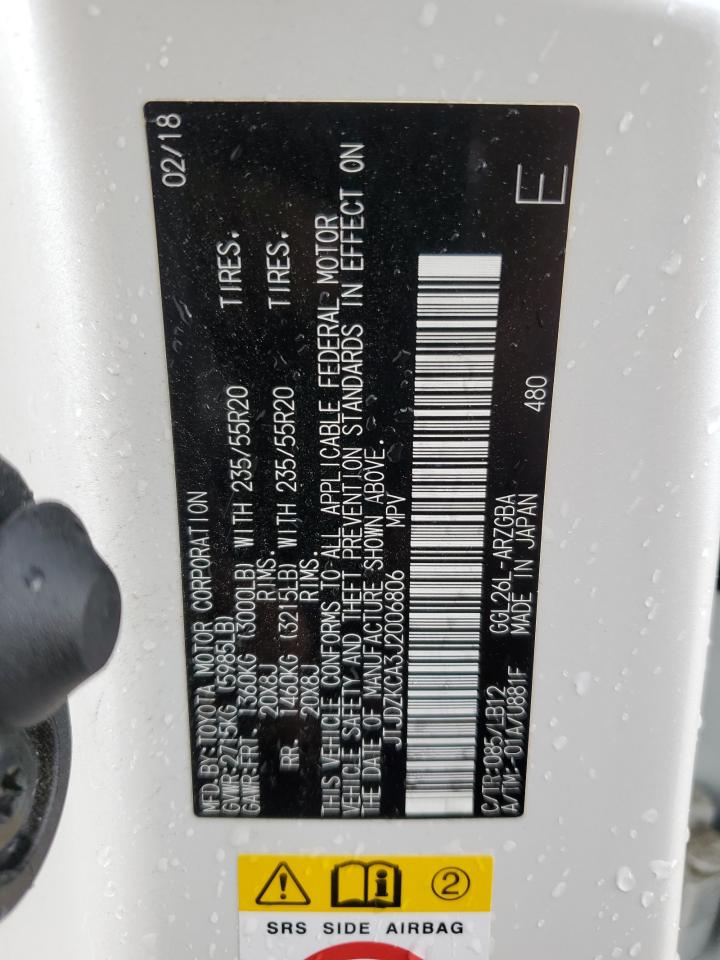 MFD. BY: TOYOTA MOTOR CORPORATION 02/18
GVWR: 2715KG (5985LB)
GAWR: FRT. 1360KG (3000LB) WITH 235/55R20 TIRES,
20X8J RIMS.
RR. 1460KG (3215LB) WITH 235/55R20 TIRES,
20X8J RIMS.
THIS VEHICLE CONFORMS TO ALL APPLICABLE FEDERAL MOTOR
VEHICLE SAFETY AND THEFT PREVENTION STANDARDS IN EFFECT ON
THE DATE OF MANUFACTURE SHOWN ABOVE.
JTJDZKCA3J2006806 MPV
C/TR: 085/LB12 GGL26L-ARZGBA 480
A/TM: -01A/U881F MADE IN JAPAN E
2
SRS SIDE AIRBAG